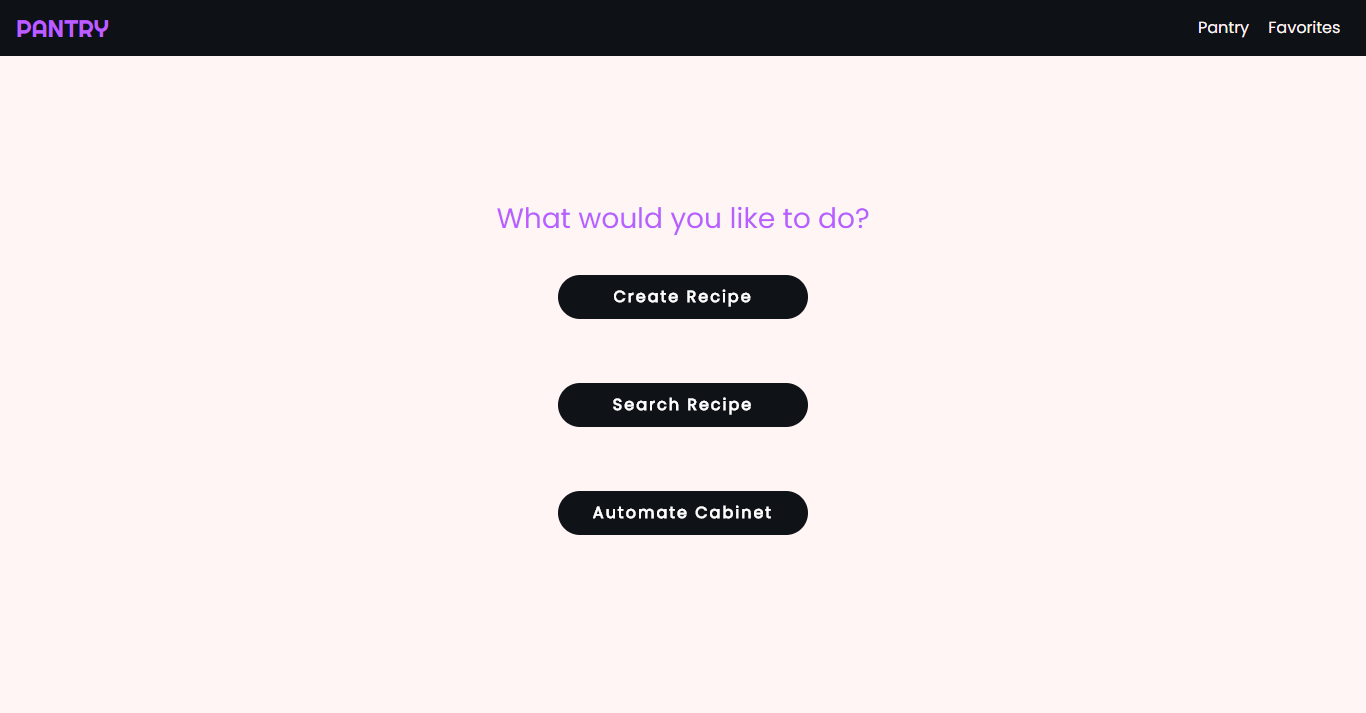 PANTRY
Pantry Favorites
What would you like to do?
Create Recipe
Search Recipe
Automate Cabinet